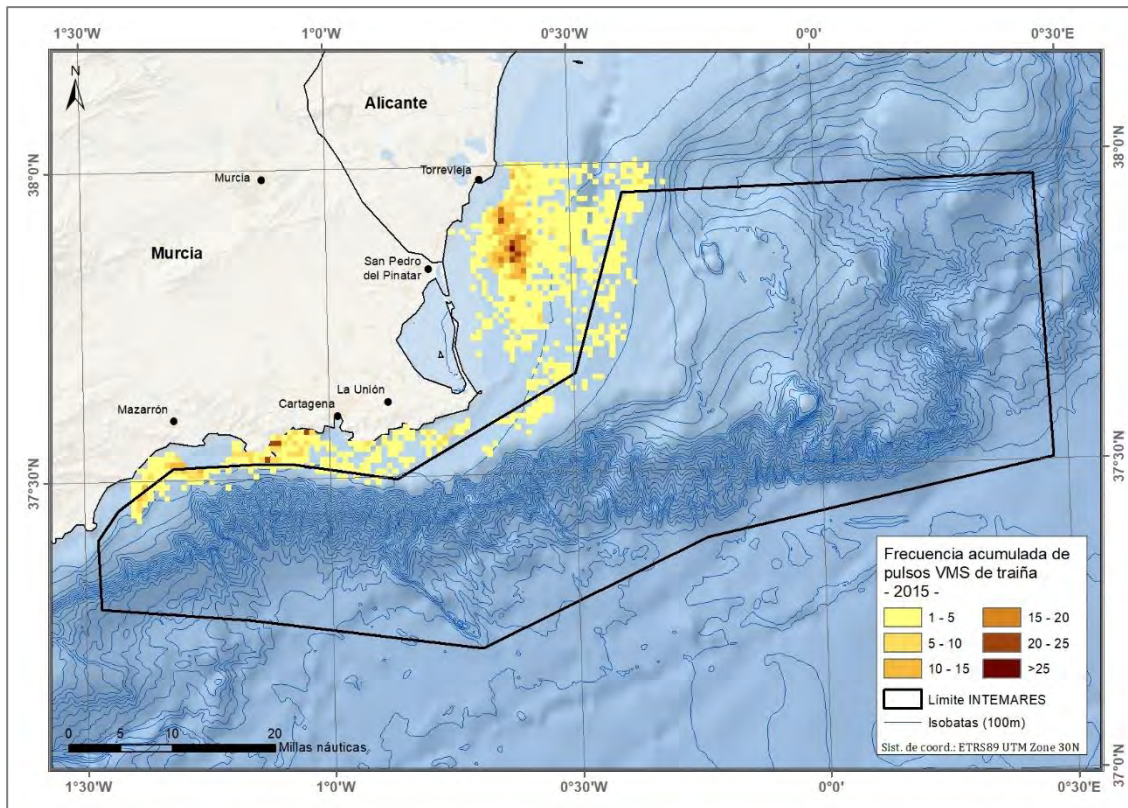 1°30'W 1°0'W 0°30'W 0°0' 0°30'E
N
Alicante
38°0'N
38°0'N
Murcia
Torrevieja
Murcia
San Pedro
del Pinatar
La Unión
Mazarrón
Cartagena
37°30'N
37°30'N
Frecuencia acumulada de
pulsos VMS de traiña
- 2015 -
1 - 5 15 - 20
5 - 10 20 - 25
10 - 15 >25
Límite INTEMARES
Isobatas (100m)
Sist. de coord.: ETRS89 UTM Zone 30N
0 5 10 20
Millas náuticas
37°0'N
1°30'W 1°0'W 0°30'W 0°0' 0°30'E